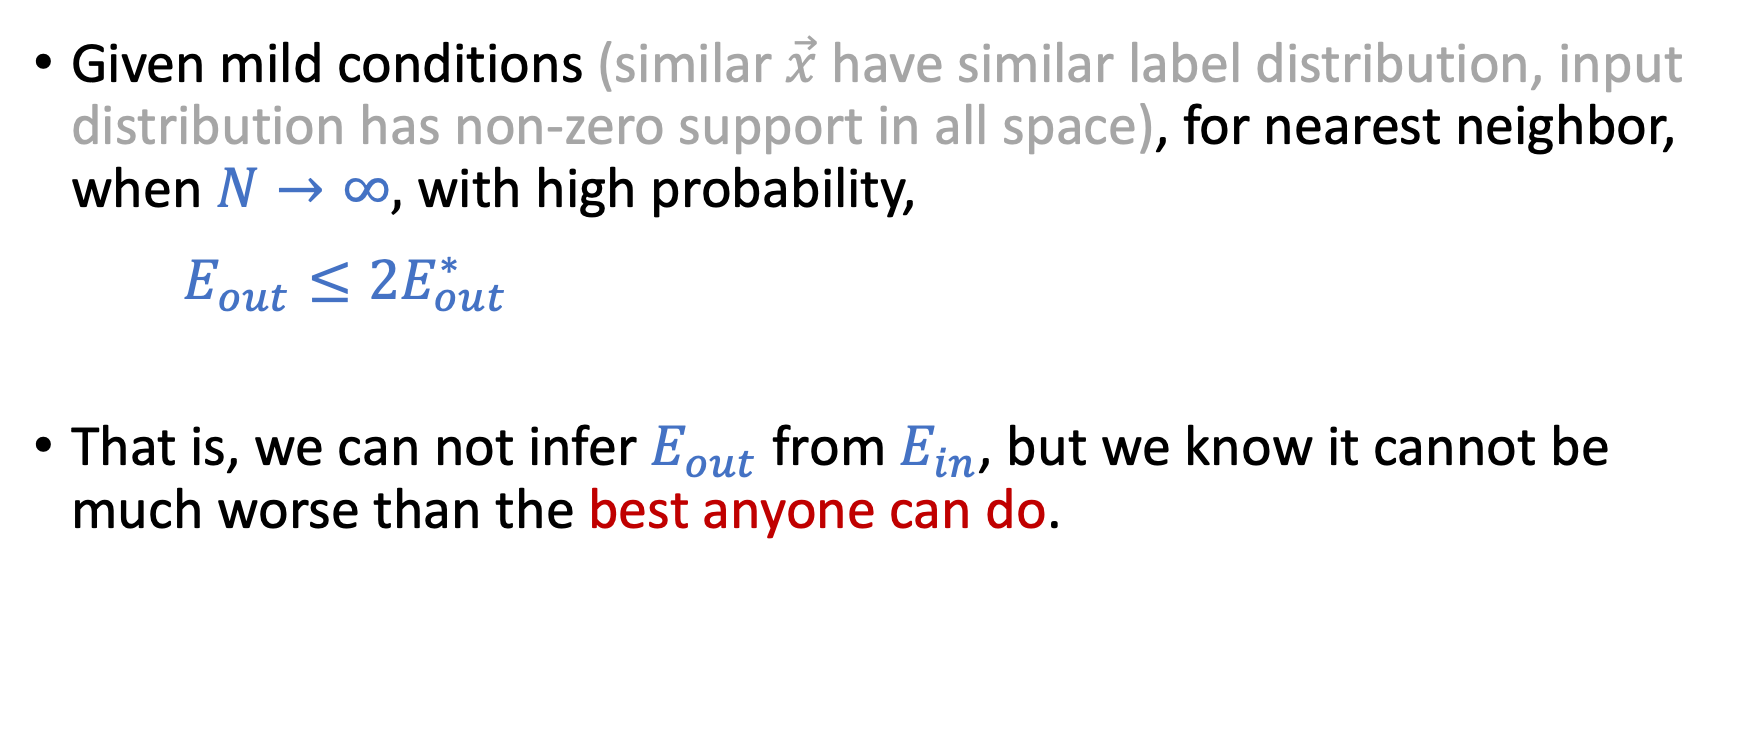 • Given mild conditions (similar x⃗ have similar label distribution, input
distribution has non-zero support in all space), for nearest neighbor,
when N → ∞, with high probability,
E_out ≤ 2E*_out
• That is, we can not infer E_out from E_in, but we know it cannot be
much worse than the best anyone can do.